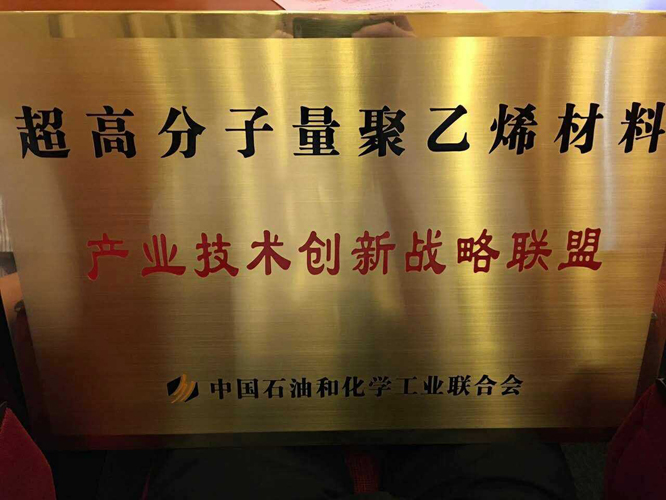 超高分子量聚乙烯材料
产业技术创新战略联盟
中国石油和化学工业联合会